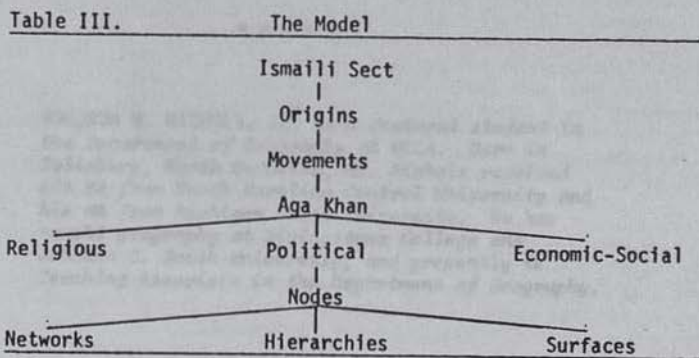 Table III. The Model
Ismaili Sect
Origins
Movements
Aga Khan
Religious Political Economic-Social
Nodes
Networks Hierarchies Surfaces